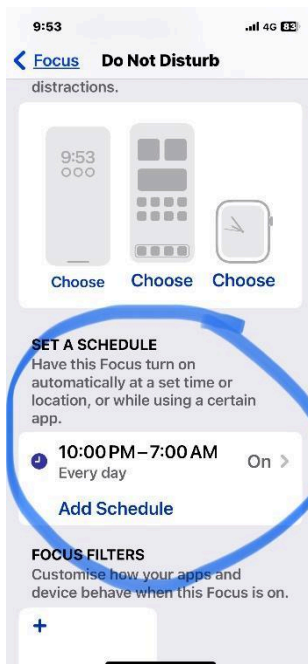 9:53
4G 83
Focus
Do Not Disturb
distractions.
9:53
Choose
Choose
Choose
SET A SCHEDULE
Have this Focus turn on
automatically at a set time or
location, or while using a certain
app.
10:00 PM – 7:00 AM
Every day
On
Add Schedule
FOCUS FILTERS
Customise how your apps and
device behave when this Focus is on.
+